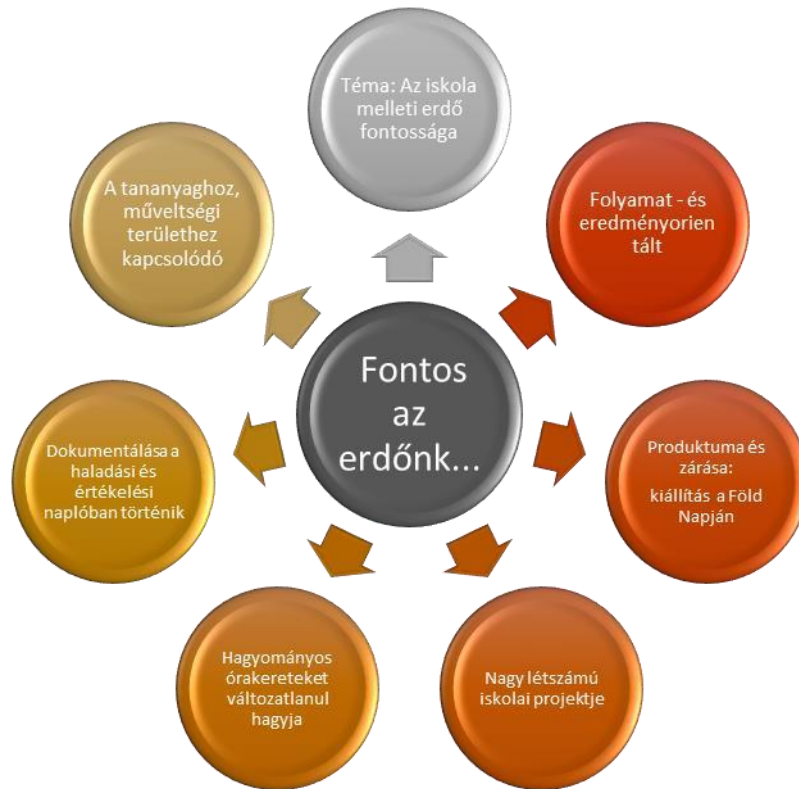 Téma: Az iskola
melleti erdő
fontossága
Folyamat - és
eredményorien
tált
Produktuma és
zárása:
kiállítás a Föld
Napján
Nagy létszámú
iskolai projektje
Hagyományos
órakereteket
változatlanul
hagyja
Dokumentálása a
haladási és
értékelési
naplóban történik
A tananyaghoz,
műveltségi
területhez
kapcsolódó
Fontos
az
erdőnk...